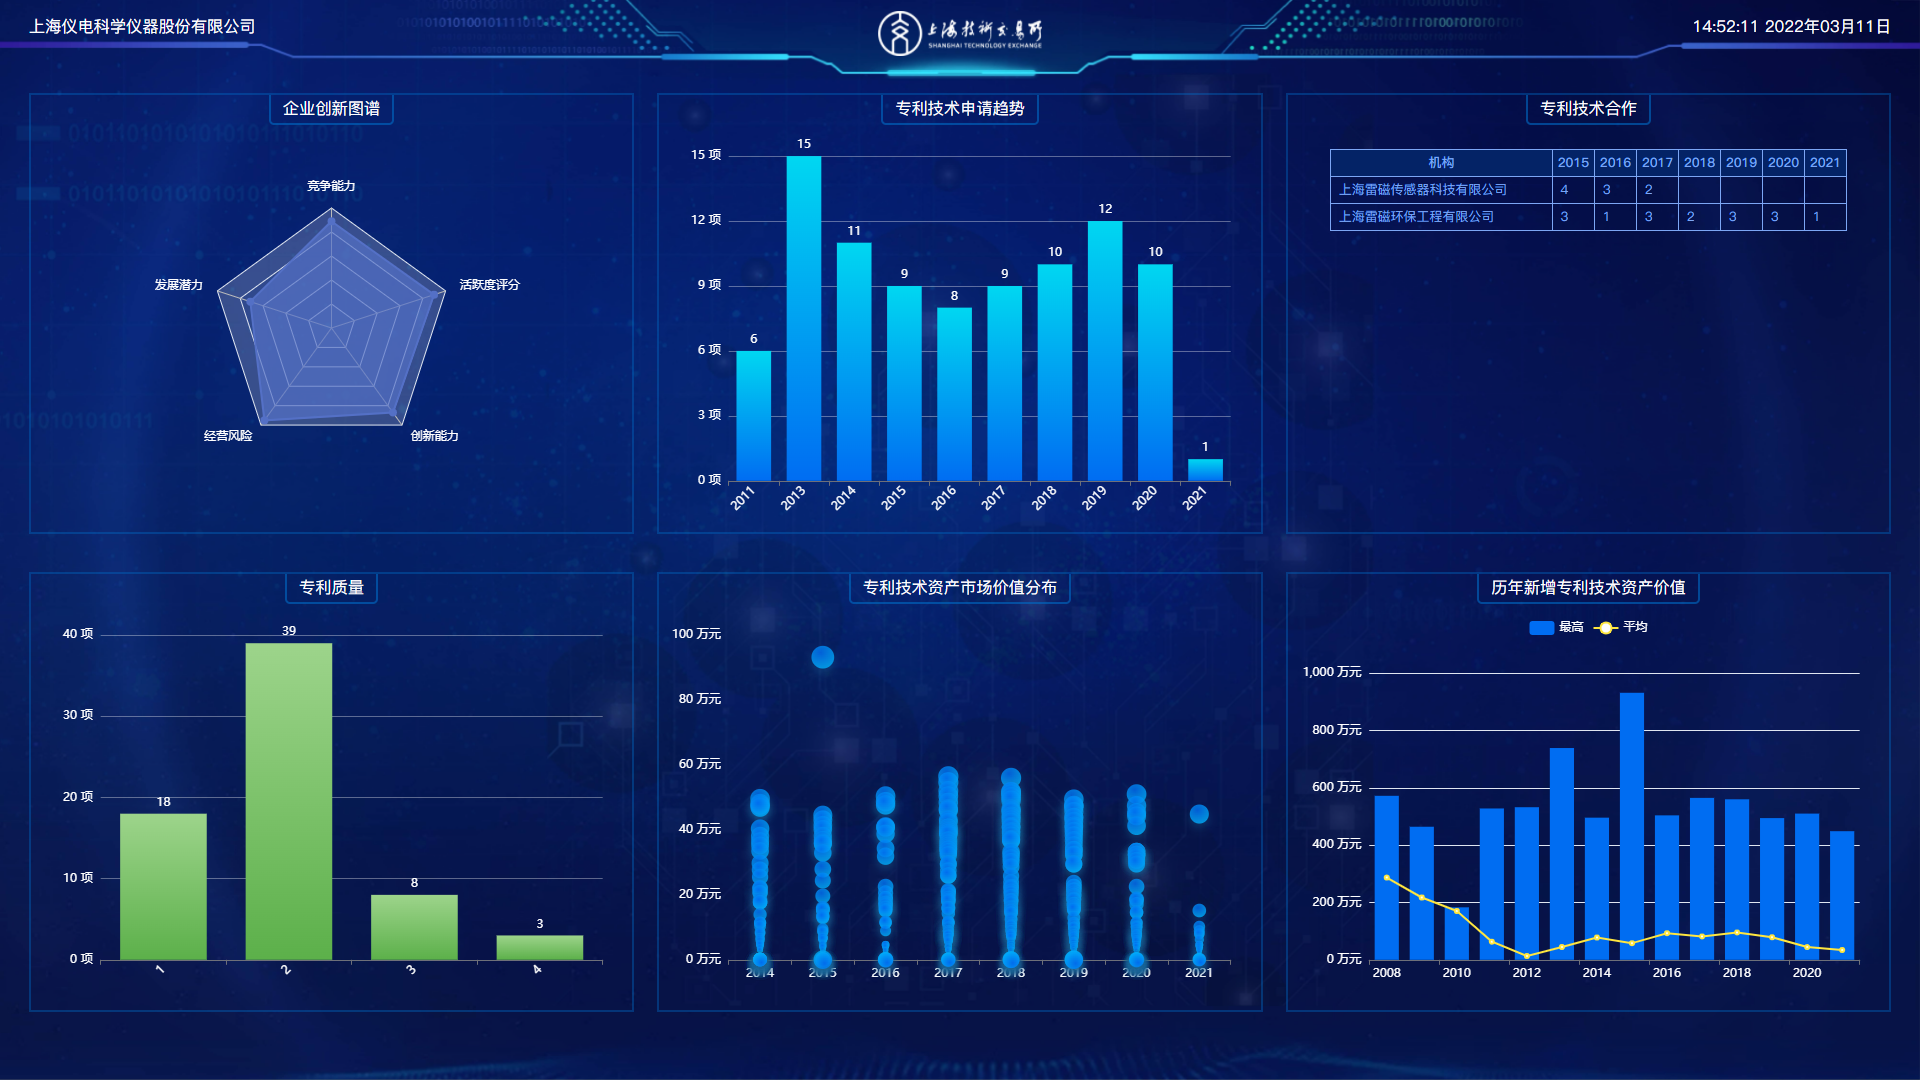 上海仪电科学仪器股份有限公司
上海技术交易所
SHANGHAI TECHNOLOGY EXCHANGE
14:52:11 2022年03月11日
企业创新图谱
竞争能力
发展潜力
活跃度评分
经营风险
创新能力
专利技术申请趋势
15 项
12 项
9 项
6 项
3 项
0 项
6
15
11
9
8
9
10
12
10
1
2011 2013 2014 2015 2016 2017 2018 2019 2020 2021
专利技术合作
机构 2015 2016 2017 2018 2019 2020 2021
上海雷磁传感器科技有限公司 4 3 2
上海雷磁环保工程有限公司 3 1 3 2 3 3 1
专利质量
40 项
30 项
20 项
10 项
0 项
18
39
8
3
1 2 3 4
专利技术资产市场价值分布
100 万元
80 万元
60 万元
40 万元
20 万元
0 万元
2014 2015 2016 2017 2018 2019 2020 2021
历年新增专利技术资产价值
最高 平均
1,000 万元
800 万元
600 万元
400 万元
200 万元
0 万元
2008 2010 2012 2014 2016 2018 2020